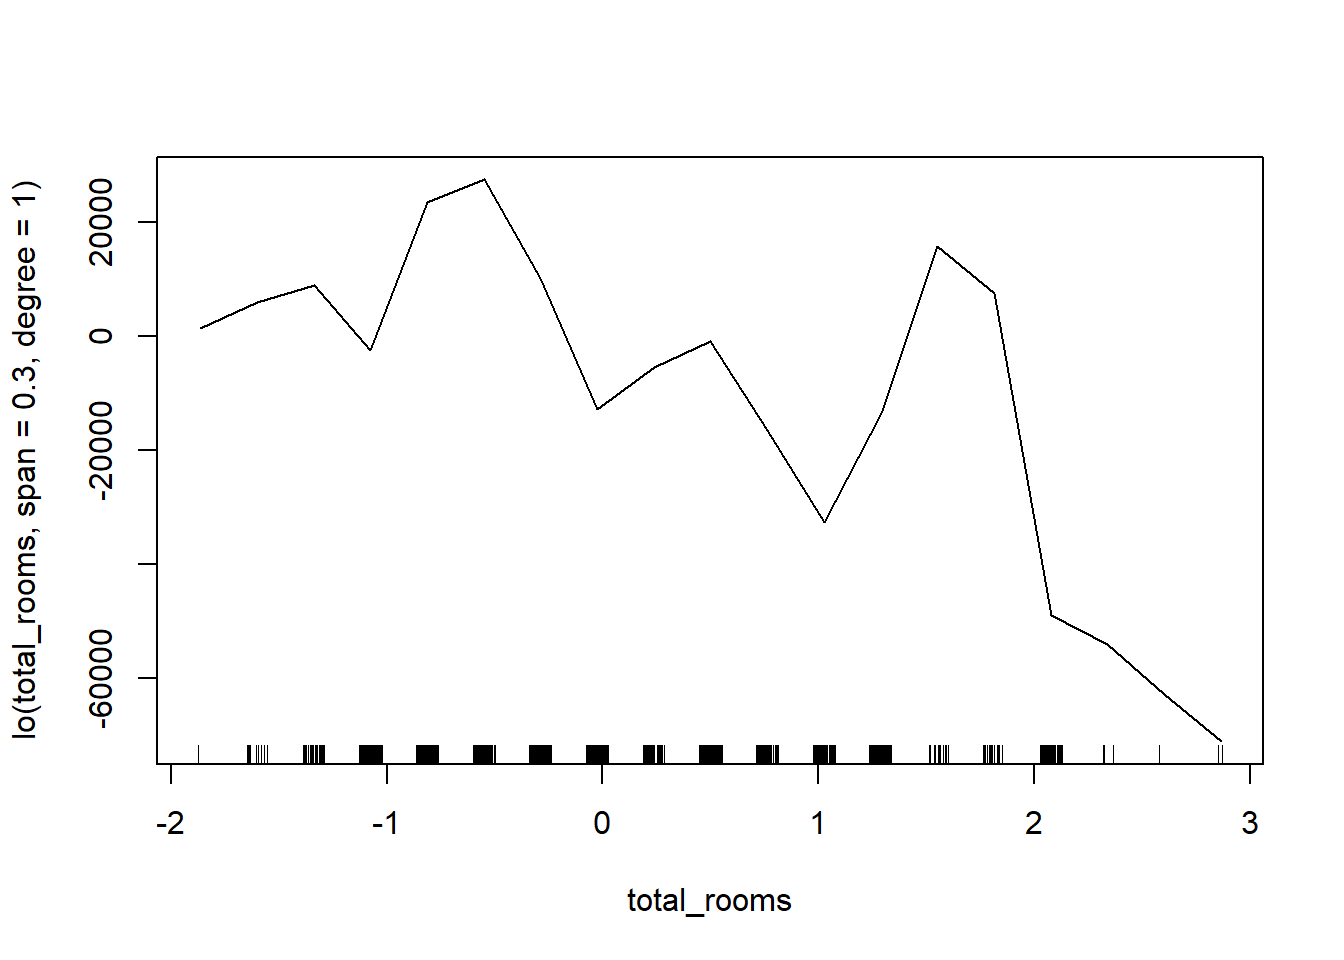 lo(total_rooms, span = 0.3, degree = 1)
20000
0
-20000
-60000
-2 -1 0 1 2 3
total_rooms